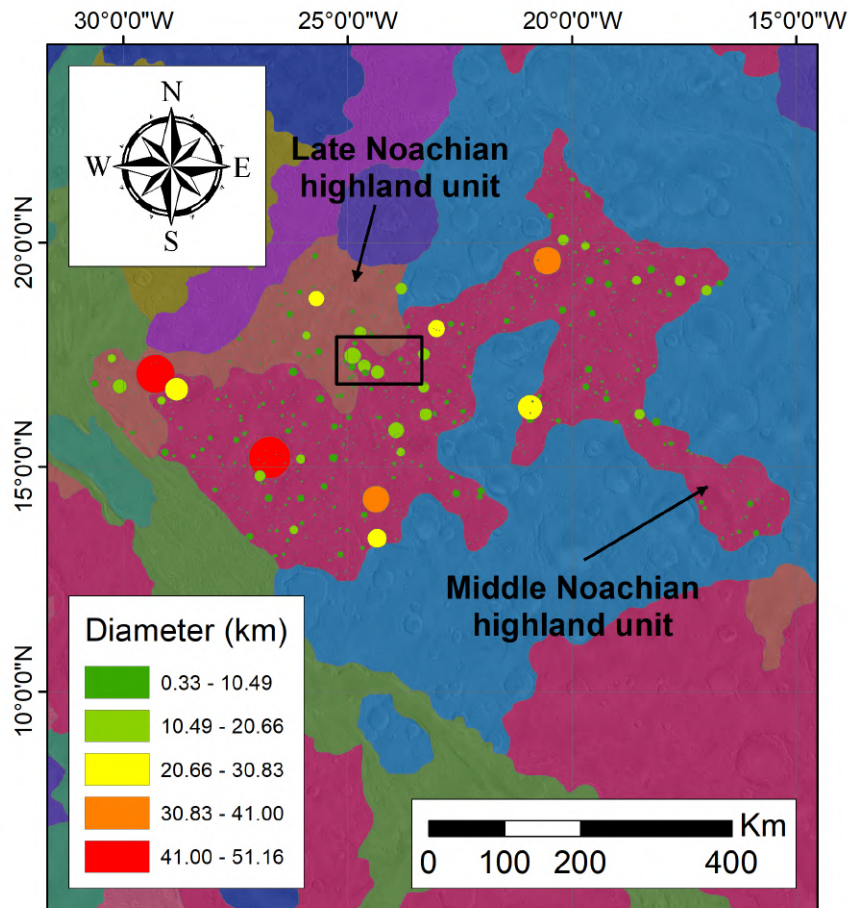 30°0'0"W 25°0'0"W 20°0'0"W 15°0'0"W
N
W E
S
Late Noachian
highland unit
20°0'0"N
15°0'0"N
10°0'0"N
Middle Noachian
highland unit
Diameter (km)
0.33 - 10.49
10.49 - 20.66
20.66 - 30.83
30.83 - 41.00
41.00 - 51.16
Km
0 100 200 400